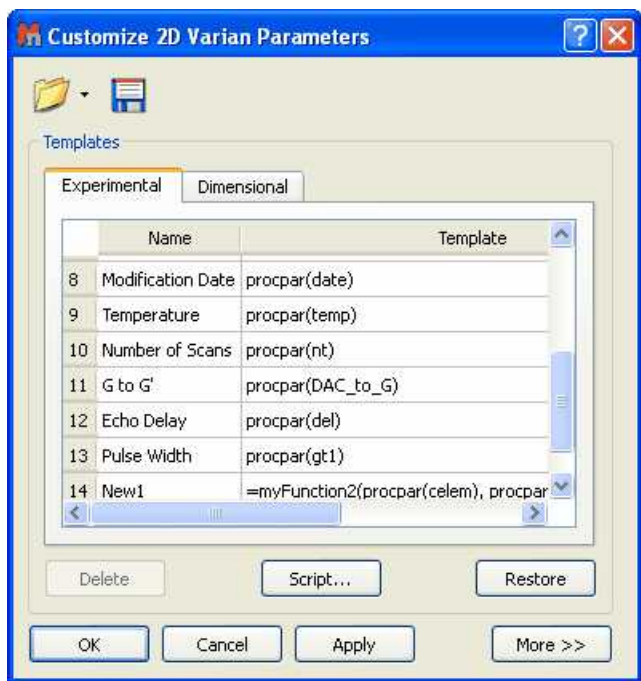 Customize 2D Varian Parameters
Templates
Experimental Dimensional
Name Template
8 Modification Date procpar(date)
9 Temperature procpar(temp)
10 Number of Scans procpar(nt)
11 G to G' procpar(DAC_to_G)
12 Echo Delay procpar(del)
13 Pulse Width procpar(gt1)
14 New1 =myFunction2(procpar(celem), procpar
Delete Script... Restore
OK Cancel Apply More >>